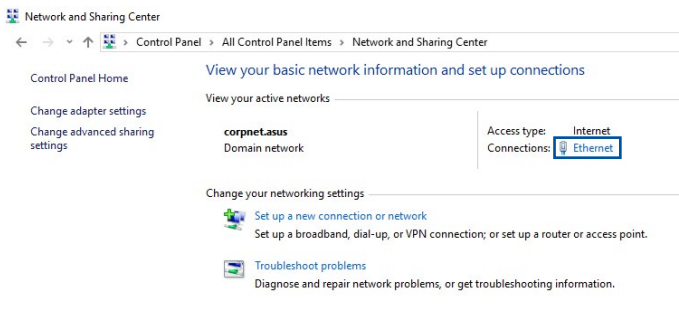 Network and Sharing Center
Control Panel > All Control Panel Items > Network and Sharing Center
Control Panel Home
Change adapter settings
Change advanced sharing
settings
View your basic network information and set up connections
View your active networks
corpnet.asus
Domain network
Access type: Internet
Connections: Ethernet
Change your networking settings
Set up a new connection or network
Set up a broadband, dial-up, or VPN connection; or set up a router or access point.
Troubleshoot problems
Diagnose and repair network problems, or get troubleshooting information.